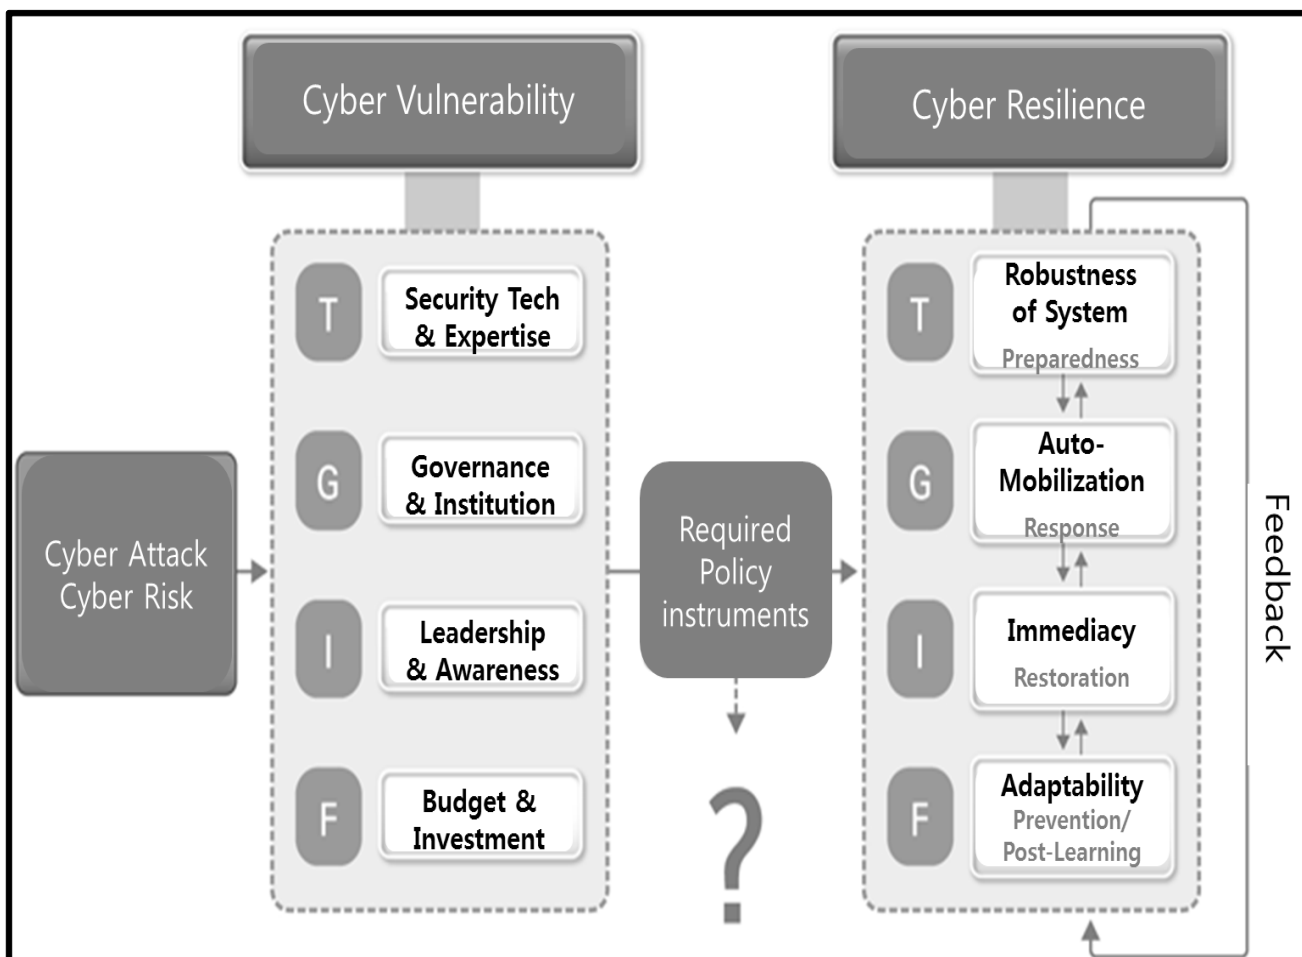 Cyber Vulnerability
Cyber Resilience
Cyber Attack
Cyber Risk
T
Security Tech
& Expertise
G
Governance
& Institution
I
Leadership
& Awareness
F
Budget &
Investment
Required
Policy
instruments
?
T
Robustness
of System
Preparedness
G
Auto-
Mobilization
Response
I
Immediacy
Restoration
F
Adaptability
Prevention/
Post-Learning
Feedback